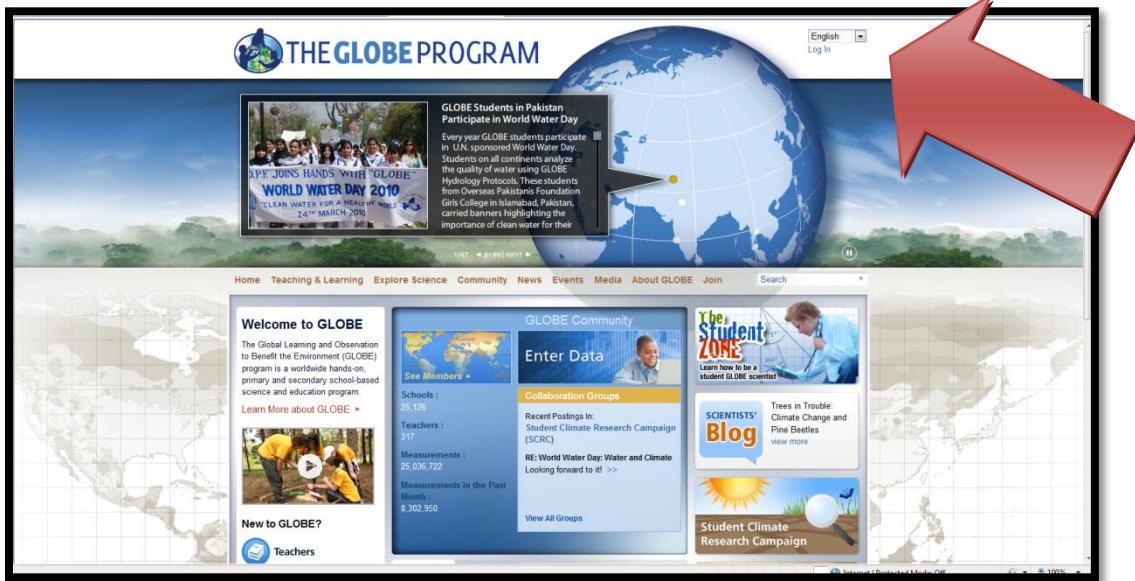 THE GLOBE PROGRAM
English
Log In
GLOBE Students in Pakistan
Participate in World Water Day
Every year GLOBE students participate
in U.N. sponsored World Water Day.
Students on all continents analyze
the quality of water using GLOBE
Hydrology Protocols. These students
from Overseas Pakistanis Foundation
Girls College in Islamabad, Pakistan,
carried banners highlighting the
importance of clean water for their
O.P.F. JOINS HANDS WITH "GLOBE"
WORLD WATER DAY 2010
"CLEAN WATER FOR A HEALTHY WORLD
24TH MARCH 2010
1/47 ◄ prev| next ►
Home Teaching & Learning Explore Science Community News Events Media About GLOBE Join Search
Welcome to GLOBE
The Global Learning and Observation
to Benefit the Environment (GLOBE)
program is a worldwide hands-on,
primary and secondary school-based
science and education program.
Learn More about GLOBE ►
New to GLOBE?
Teachers
GLOBE Community
See Members ►
Enter Data
Schools :
25,126
Teachers :
317
Measurements :
25,036,722
Measurements in the Past
Month :
8,302,950
Collaboration Groups
Recent Postings In:
Student Climate Research Campaign
(SCRC)
RE: World Water Day: Water and Climate
Looking forward to it! >>
View All Groups
The
Student
ZONE
Learn how to be a
student GLOBE scientist
SCIENTISTS'
Blog
Trees in Trouble:
Climate Change and
Pine Beetles
view more
Student Climate
Research Campaign
Internet | Protected Mode: Off
100%